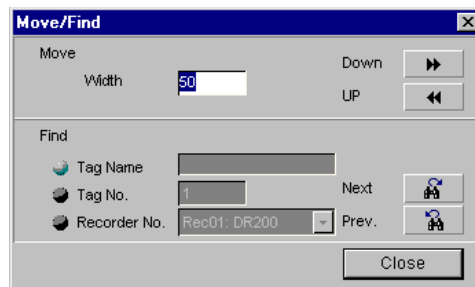 Move/Find
Move
Width 50 Down
UP
Find
Tag Name
Tag No. 1 Next
Recorder No. Rec01: DR200 Prev.
Close